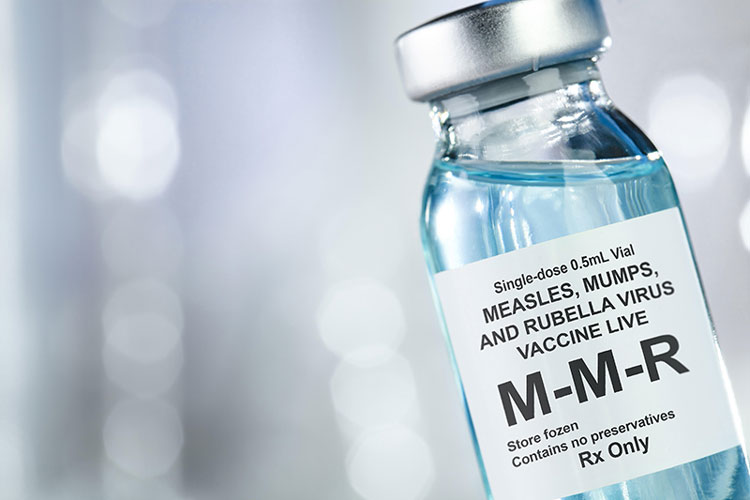 Single-dose 0.5mL Vial
MEASLES, MUMPS,
AND RUBELLA VIRUS
VACCINE LIVE
M-M-R
Store fozen
Contains no preservatives
Rx Only